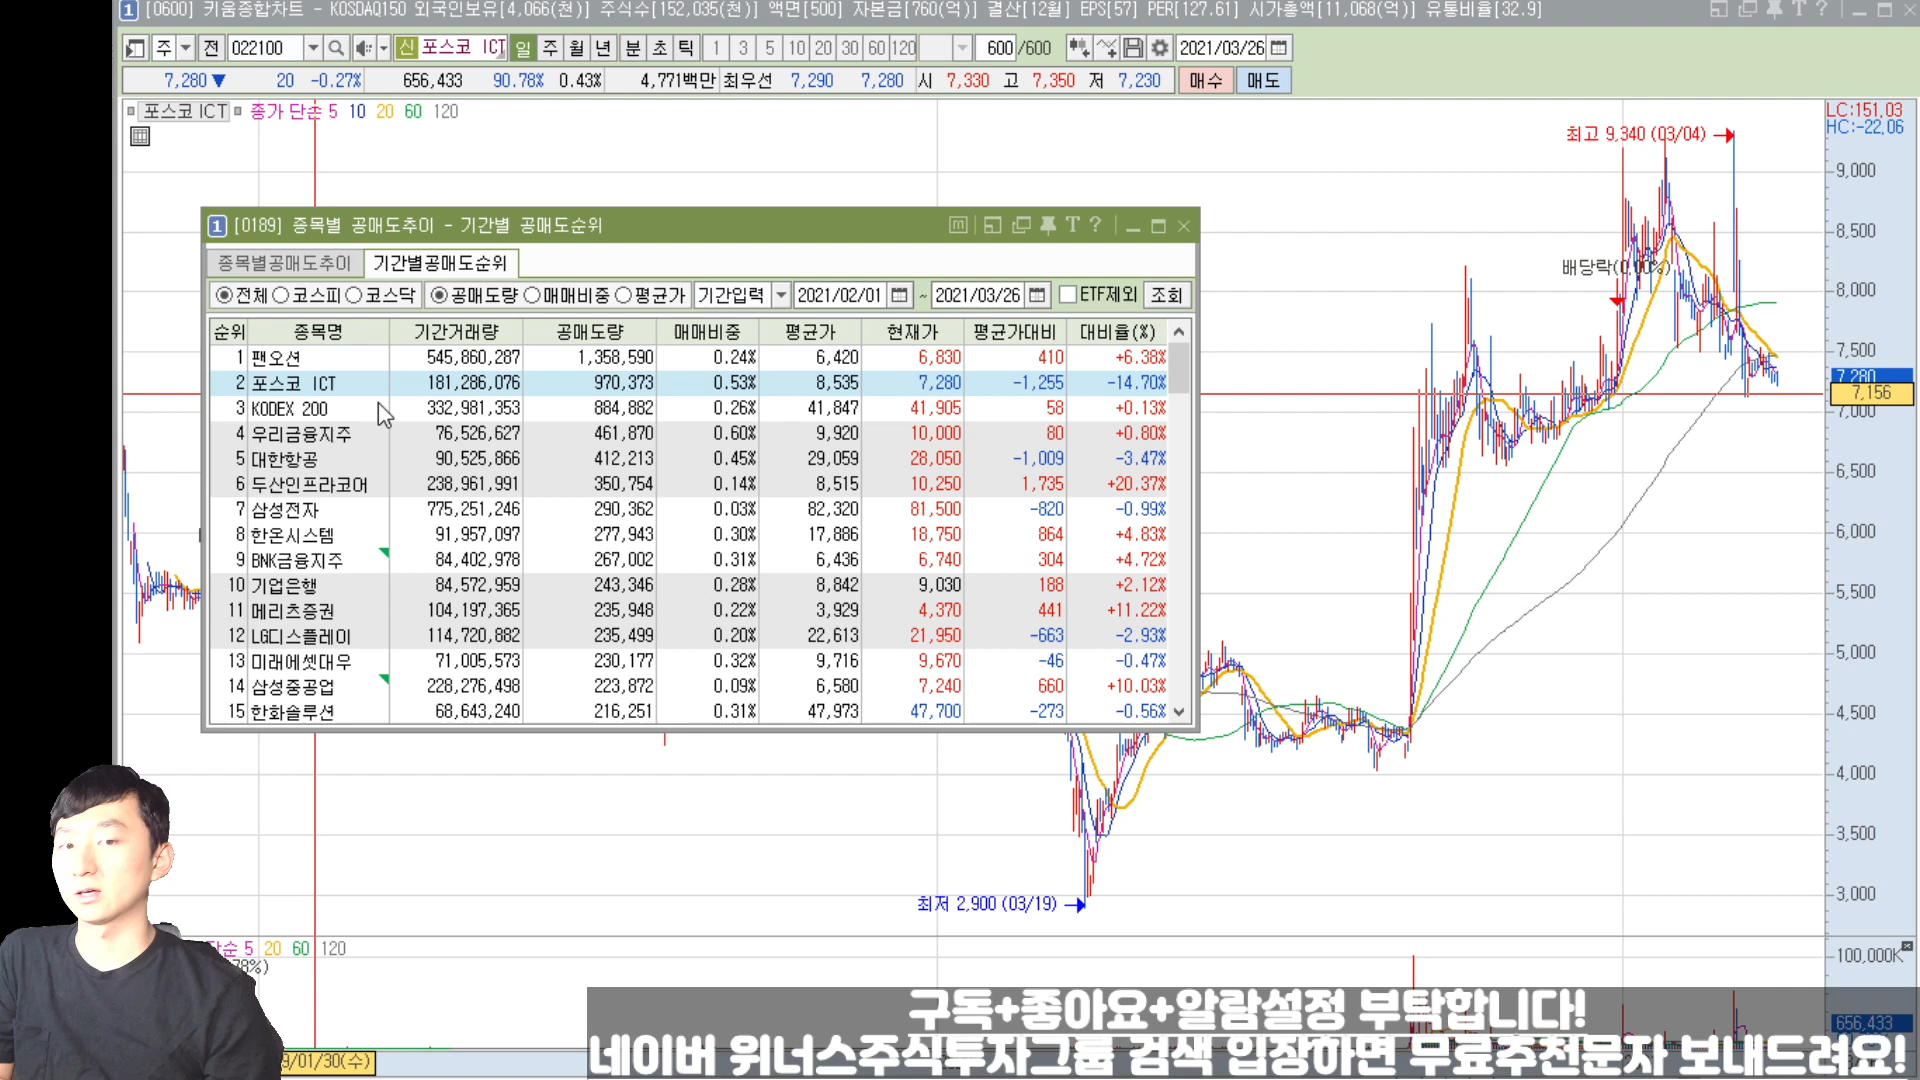 1 [0600] 키움종합차트 - KOSDAQ150 외국인보유[4,066(천)] 주식수[152,035(천)] 액면[500] 자본금[760(억)] 결산[12월] EPS[57] PER[127.61] 시가총액[11,068(억)] 유통비율[32.9]
주 전 022100 신 포스코 ICT 일 주 월 년 분 초 틱 1 3 5 10 20 30 60 120 600 /600 2021/03/26
7,280 ▼ 20 -0.27% 656,433 90.78% 0.43% 4,771백만 최우선 7,290 7,280 시 7,330 고 7,350 저 7,230 매수 매도
포스코 ICT 종가 단순 5 10 20 60 120
LC:151.03
HC:-22.06
최고 9,340 (03/04)
9,000
8,500
배당락(0.00%)
8,000
7,500
7,280
7,156
7,000
6,500
6,000
5,500
5,000
4,500
4,000
3,500
3,000
1 [0189] 종목별 공매도추이 - 기간별 공매도순위
종목별공매도추이 기간별공매도순위
전체 코스피 코스닥 공매도량 매매비중 평균가 기간입력 2021/02/01 ~ 2021/03/26 ETF제외 조회
순위 종목명 기간거래량 공매도량 매매비중 평균가 현재가 평균가대비 대비율(%)
1 팬오션 545,860,287 1,358,590 0.24% 6,420 6,830 410 +6.38%
2 포스코 ICT 181,286,076 970,373 0.53% 8,535 7,280 -1,255 -14.70%
3 KODEX 200 332,981,353 884,882 0.26% 41,847 41,905 58 +0.13%
4 우리금융지주 76,526,627 461,870 0.60% 9,920 10,000 80 +0.80%
5 대한항공 90,525,866 412,213 0.45% 29,059 28,050 -1,009 -3.47%
6 두산인프라코어 238,961,991 350,754 0.14% 8,515 10,250 1,735 +20.37%
7 삼성전자 775,251,246 290,362 0.03% 82,320 81,500 -820 -0.99%
8 한온시스템 91,957,097 277,943 0.30% 17,886 18,750 864 +4.83%
9 BNK금융지주 84,402,978 267,002 0.31% 6,436 6,740 304 +4.72%
10 기업은행 84,572,959 243,346 0.28% 8,842 9,030 188 +2.12%
11 메리츠증권 104,197,365 235,948 0.22% 3,929 4,370 441 +11.22%
12 LG디스플레이 114,720,882 235,499 0.20% 22,613 21,950 -663 -2.93%
13 미래에셋대우 71,005,573 230,177 0.32% 9,716 9,670 -46 -0.47%
14 삼성중공업 228,276,498 223,872 0.09% 6,580 7,240 660 +10.03%
15 한화솔루션 68,643,240 216,251 0.31% 47,973 47,700 -273 -0.56%
최저 2,900 (03/19)
단순 5 20 60 120
78%)
100,000K
656,433
/01/30(수)
구독+좋아요+알람설정 부탁합니다!
네이버 위너스주식투자그룹 검색 입장하면 무료추천문자 보내드려요!